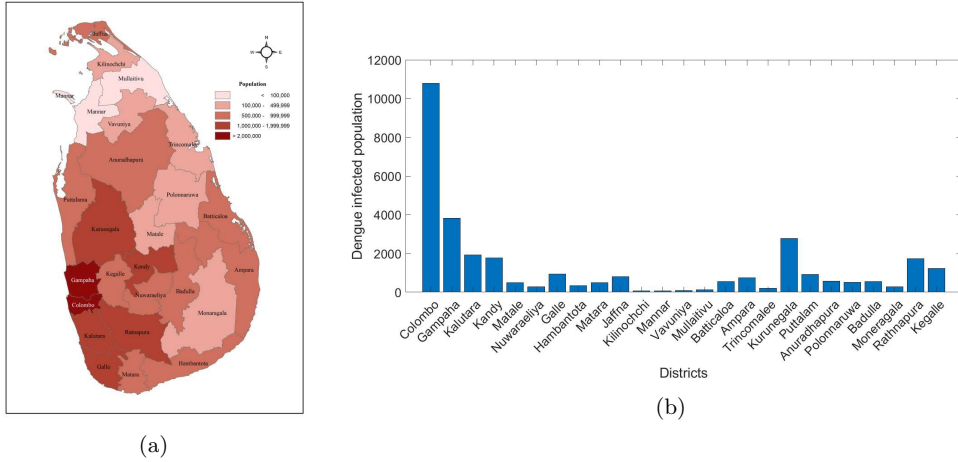 Jaffna
Kilinochchi
Mullaitiva
Mannar
Mannar
Vavuniya
Trincomalee
Anuradhapura
Puttalama
Polonnaruwa
Batticaloa
Kurunegala
Matale
Kandy
Kegalle
Ampara
Gampaha
Nuwaraeliya
Badulla
Colombo
Monaragala
Kalutara
Ratnapura
Galle
Matara
Hambantota
N
W E
S
Population
< 100,000
100,000 - 499,999
500,000 - 999,999
1,000,000 - 1,999,999
> 2,000,000
(a)
12000
10000
8000
6000
4000
2000
0
Dengue infected population
Colombo
Gampaha
Kalutara
Kandy
Matale
Nuwaraeliya
Galle
Hambantota
Matara
Jaffna
Kilinochchi
Mannar
Vavuniya
Mullaitivu
Batticaloa
Ampara
Trincomalee
Kurunegala
Puttalam
Anuradhapura
Polonnaruwa
Badulla
Moneragalla
Rathnapura
Kegalle
Districts
(b)